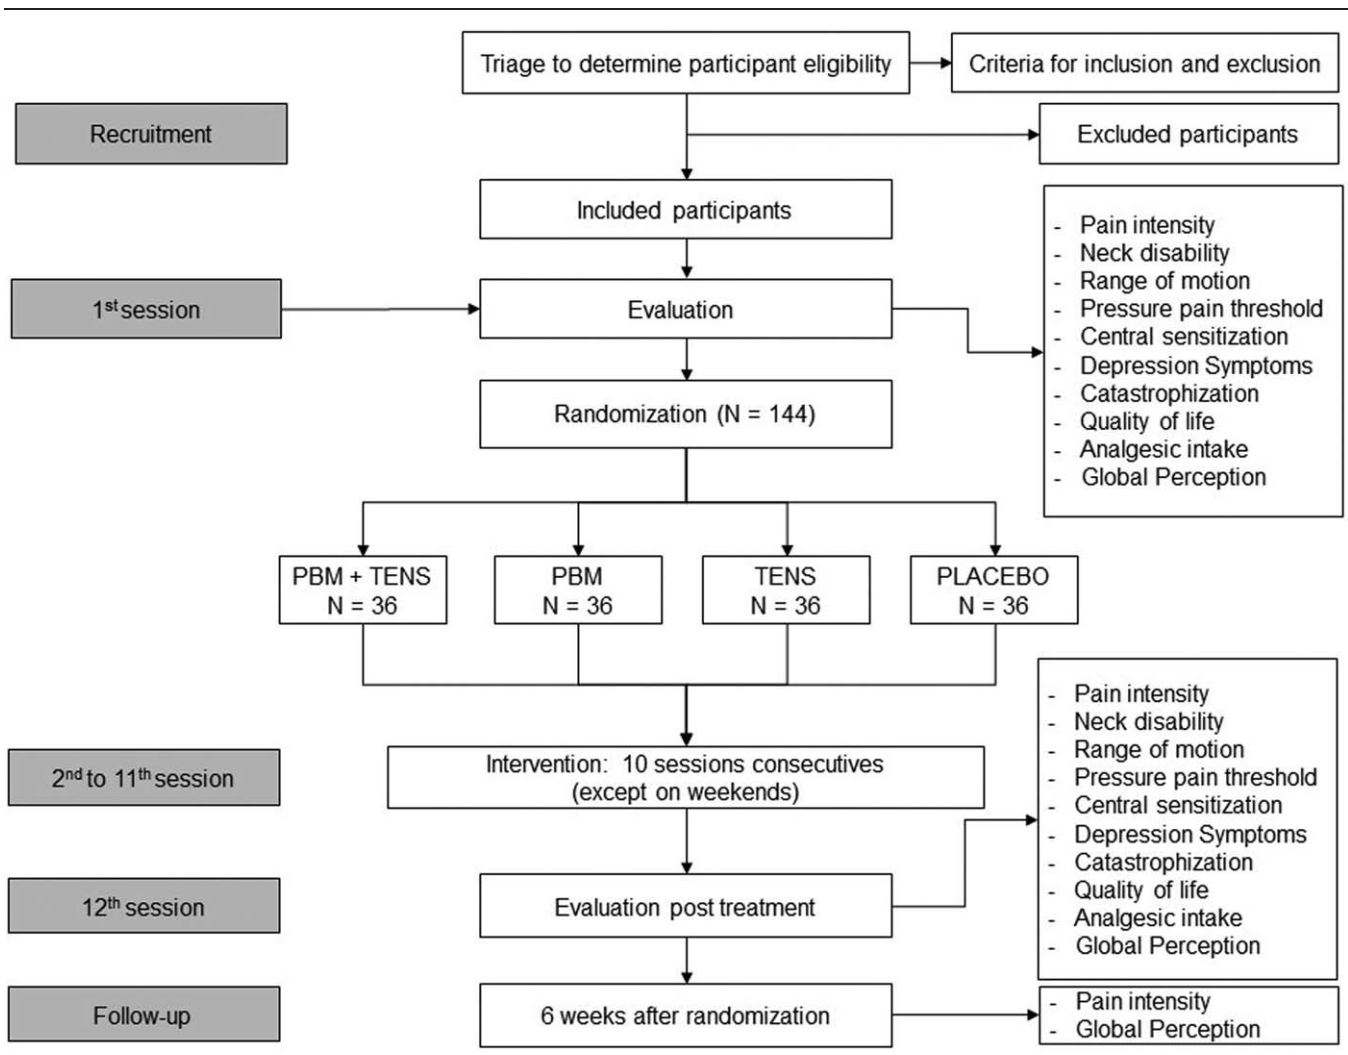 Triage to determine participant eligibility
Criteria for inclusion and exclusion
Recruitment
Excluded participants
Included participants
1st session
Evaluation
- Pain intensity
- Neck disability
- Range of motion
- Pressure pain threshold
- Central sensitization
- Depression Symptoms
- Catastrophization
- Quality of life
- Analgesic intake
- Global Perception
Randomization (N = 144)
PBM + TENS
N = 36
PBM
N = 36
TENS
N = 36
PLACEBO
N = 36
2nd to 11th session
Intervention: 10 sessions consecutives
(except on weekends)
12th session
Evaluation post treatment
- Pain intensity
- Neck disability
- Range of motion
- Pressure pain threshold
- Central sensitization
- Depression Symptoms
- Catastrophization
- Quality of life
- Analgesic intake
- Global Perception
Follow-up
6 weeks after randomization
- Pain intensity
- Global Perception